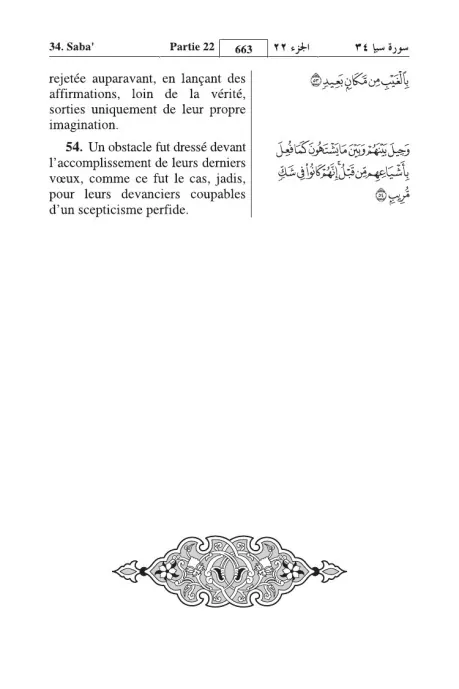 34. Saba' Partie 22 663 الجزء ٢٢ سورة سبا ٣٤
rejetée auparavant, en lançant des
affirmations, loin de la vérité,
sorties uniquement de leur propre
imagination.
54. Un obstacle fut dressé devant
l'accomplissement de leurs derniers
vœux, comme ce fut le cas, jadis,
pour leurs devanciers coupables
d'un scepticisme perfide.
بِٱلْغَيْبِ مِن مَّكَانٍۭ بَعِيدٍ ۝٥٣
وَحِيلَ بَيْنَهُمْ وَبَيْنَ مَا يَشْتَهُونَ كَمَا فُعِلَ
بِأَشْيَاعِهِم مِّن قَبْلُ ۚ إِنَّهُمْ كَانُوا۟ فِى شَكٍّ
مُّرِيبٍۭ ۝٥٤